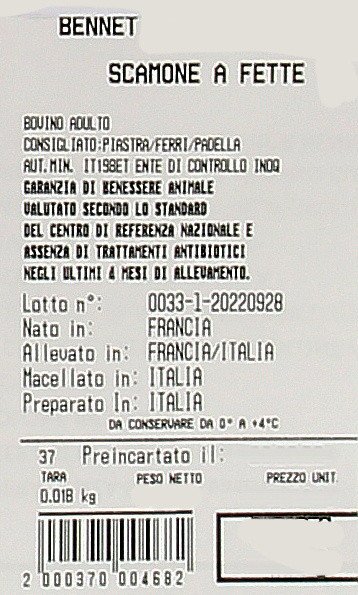 BENNET
SCAMONE A FETTE
BOVINO ADULTO
CONSIGLIATO:PIASTRA/FERRI/PADELLA
AUT.MIN. IT198ET ENTE DI CONTROLLO INOQ
GARANZIA DI BENESSERE ANIMALE
VALUTATO SECONDO LO STANDARD
DEL CENTRO DI REFERENZA NAZIONALE E
ASSENZA DI TRATTAMENTI ANTIBIOTICI
NEGLI ULTIMI 4 MESI DI ALLEVAMENTO.
Lotto n°: 0033-1-20220928
Nato in: FRANCIA
Allevato in: FRANCIA/ITALIA
Macellato in: ITALIA
Preparato In: ITALIA
DA CONSERVARE DA 0° A +4°C
37 Preincartato il:
TARA PESO NETTO PREZZO UNIT.
0.018 kg
2 000370 004682